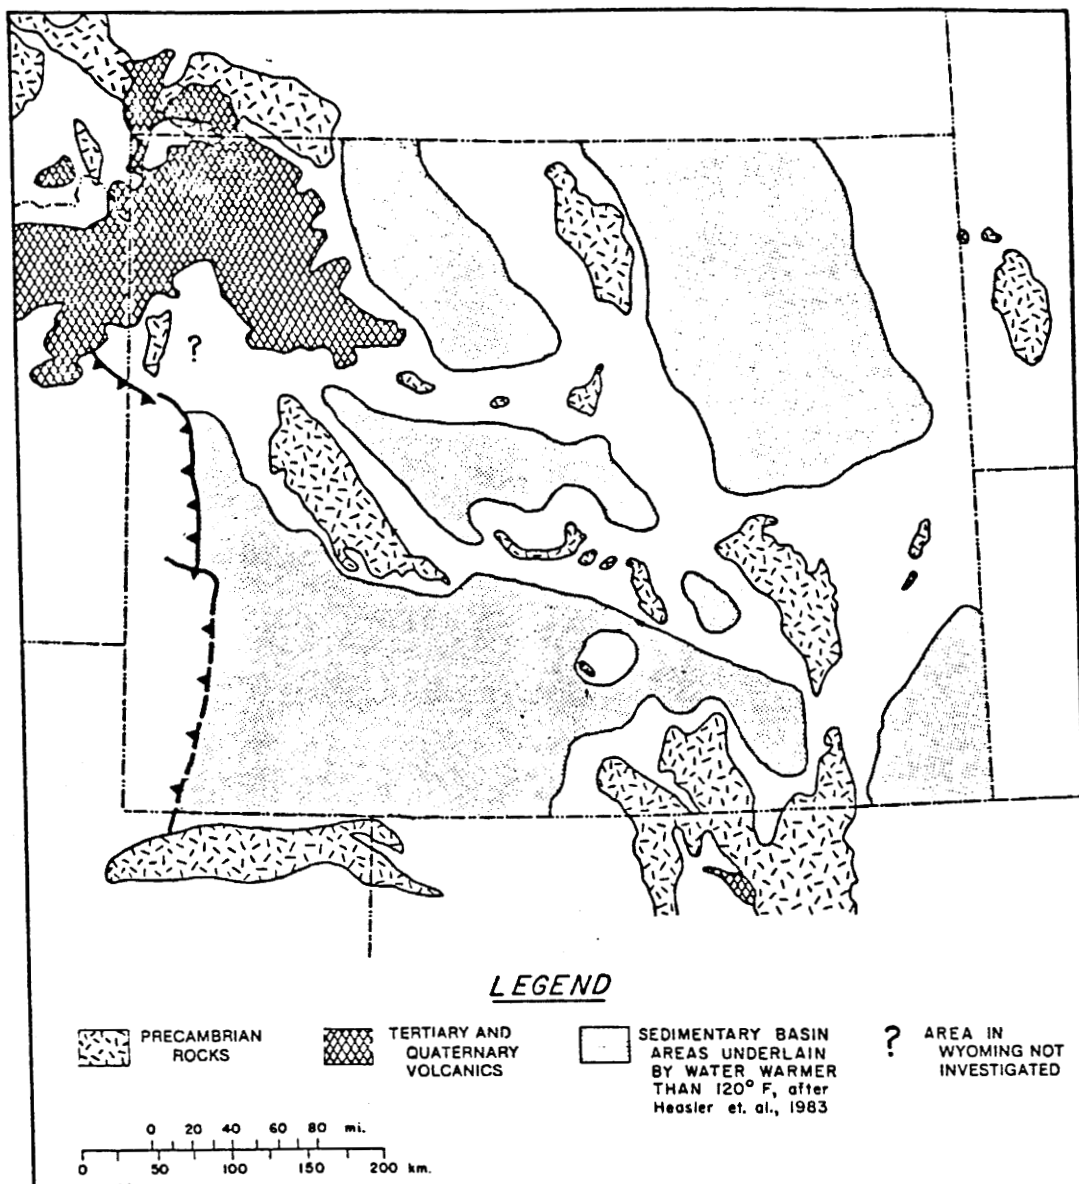 ?
LEGEND
PRECAMBRIAN
ROCKS
TERTIARY AND
QUATERNARY
VOLCANICS
SEDIMENTARY BASIN
AREAS UNDERLAIN
BY WATER WARMER
THAN 120° F, after
Heasler et. al., 1983
?
AREA IN
WYOMING NOT
INVESTIGATED
0 20 40 60 80 mi.
0 50 100 150 200 km.